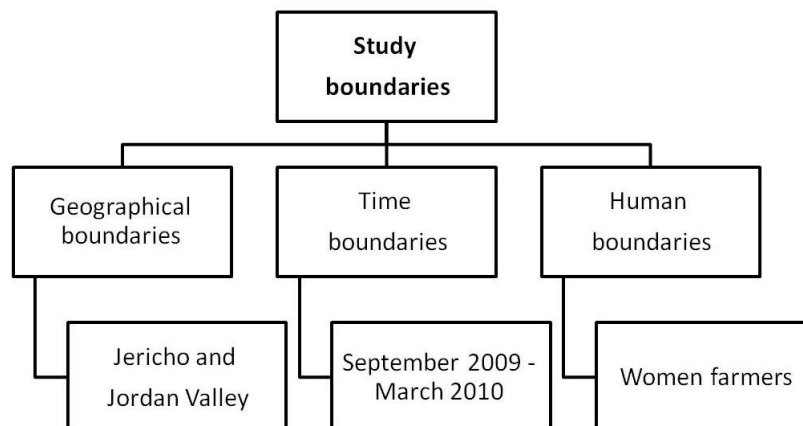 Study
boundaries
Geographical
boundaries
Time
boundaries
Human
boundaries
Jericho and
Jordan Valley
September 2009 -
March 2010
Women farmers